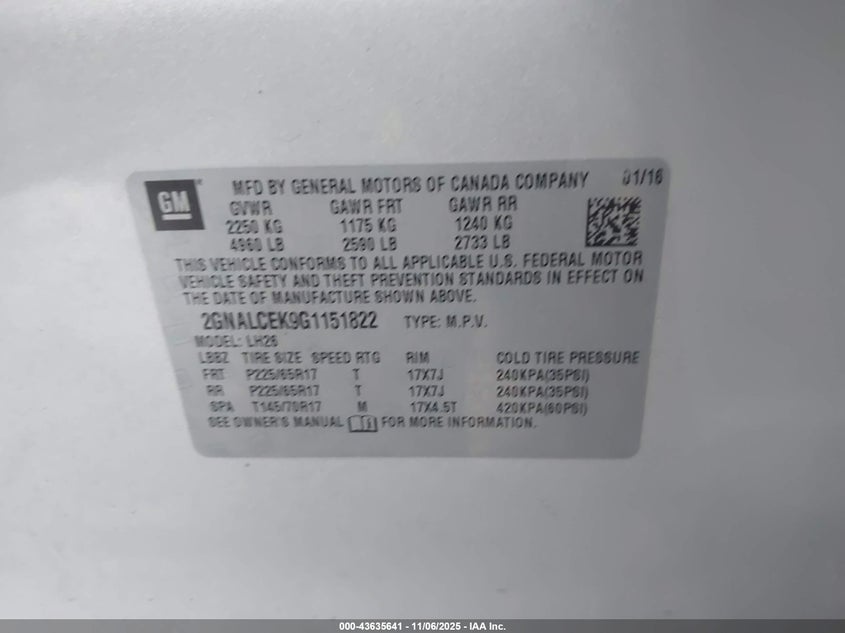 GM
MFD BY GENERAL MOTORS OF CANADA COMPANY 01/16
GVWR GAWR FRT GAWR RR
2250 KG 1175 KG 1240 KG
4960 LB 2590 LB 2733 LB
THIS VEHICLE CONFORMS TO ALL APPLICABLE U.S. FEDERAL MOTOR
VEHICLE SAFETY AND THEFT PREVENTION STANDARDS IN EFFECT ON
THE DATE OF MANUFACTURE SHOWN ABOVE.
2GNALCEK9G1151822 TYPE: M.P.V.
MODEL: LH26
LBBZ TIRE SIZE SPEED RTG RIM COLD TIRE PRESSURE
FRT P225/65R17 T 17X7J 240KPA(35PSI)
RR P225/65R17 T 17X7J 240KPA(35PSI)
SPA T145/70R17 M 17X4.5T 420KPA(60PSI)
SEE OWNER'S MANUAL FOR MORE INFORMATION.
000-43635641 - 11/06/2025 - IAA Inc.